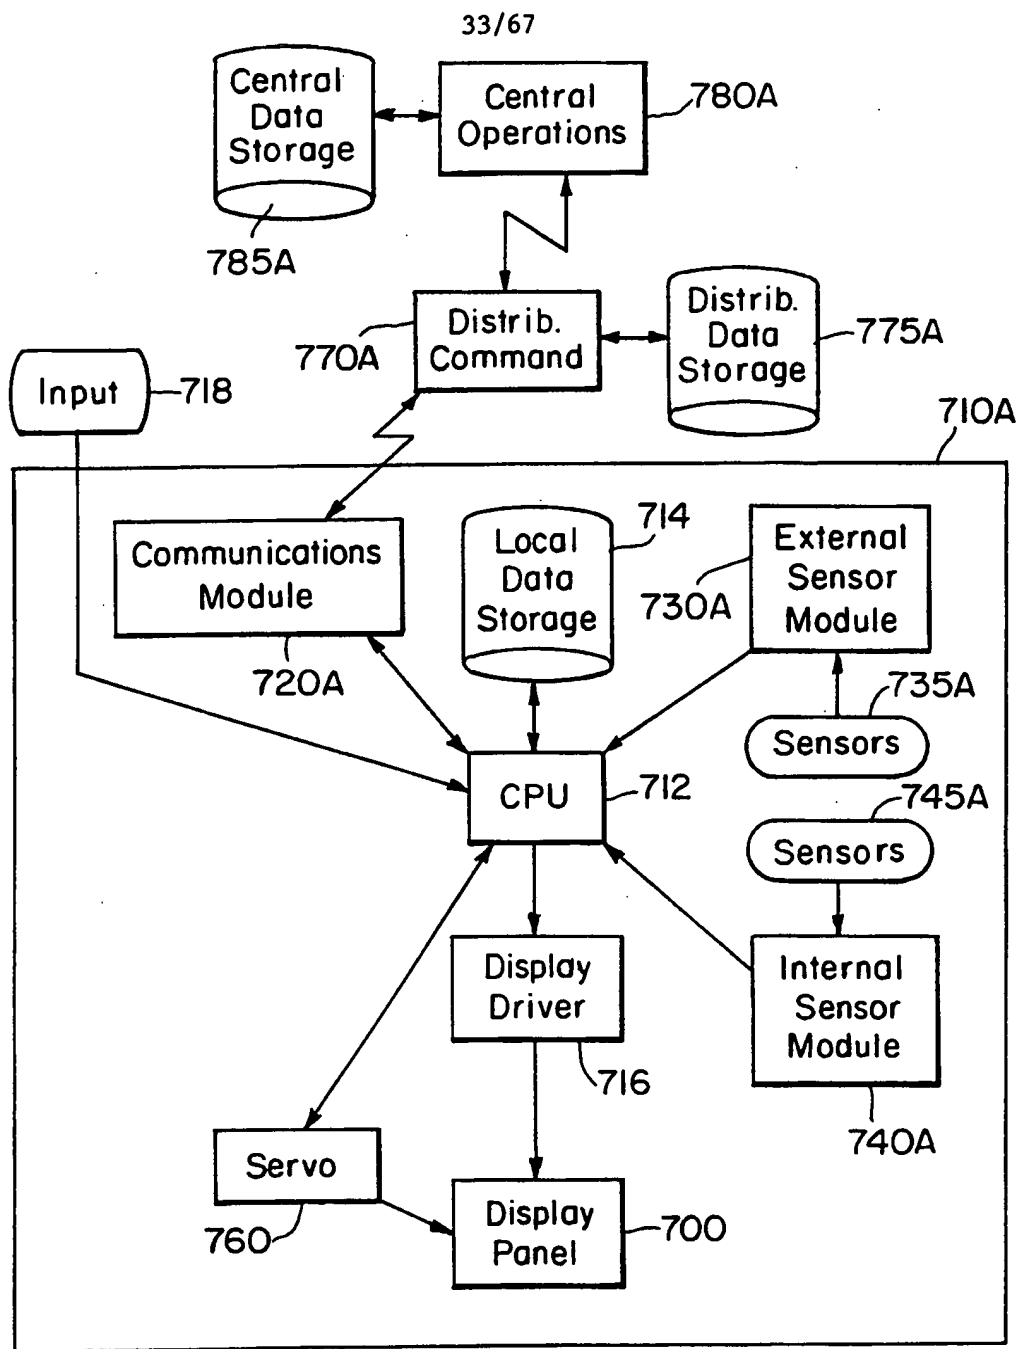 33/67
Central
Data
Storage
785A
Central
Operations
780A
Distrib.
Command
770A
Distrib.
Data
Storage
775A
Input
718
710A
Communications
Module
720A
Local
Data
Storage
714
External
Sensor
Module
730A
735A
Sensors
CPU
712
745A
Sensors
Display
Driver
716
Internal
Sensor
Module
740A
Servo
760
Display
Panel
700